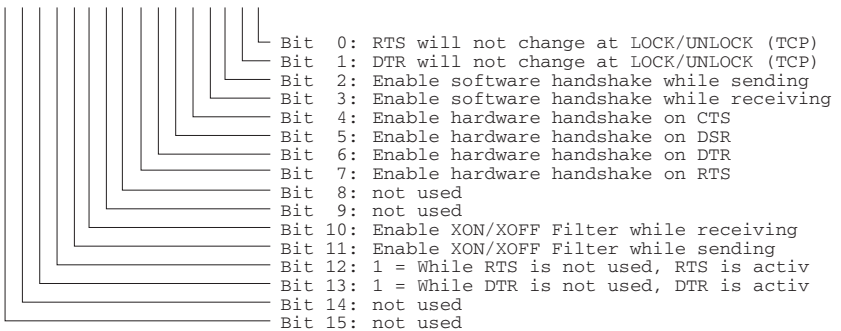 Bit 0: RTS will not change at LOCK/UNLOCK (TCP)
Bit 1: DTR will not change at LOCK/UNLOCK (TCP)
Bit 2: Enable software handshake while sending
Bit 3: Enable software handshake while receiving
Bit 4: Enable hardware handshake on CTS
Bit 5: Enable hardware handshake on DSR
Bit 6: Enable hardware handshake on DTR
Bit 7: Enable hardware handshake on RTS
Bit 8: not used
Bit 9: not used
Bit 10: Enable XON/XOFF Filter while receiving
Bit 11: Enable XON/XOFF Filter while sending
Bit 12: 1 = While RTS is not used, RTS is activ
Bit 13: 1 = While DTR is not used, DTR is activ
Bit 14: not used
Bit 15: not used